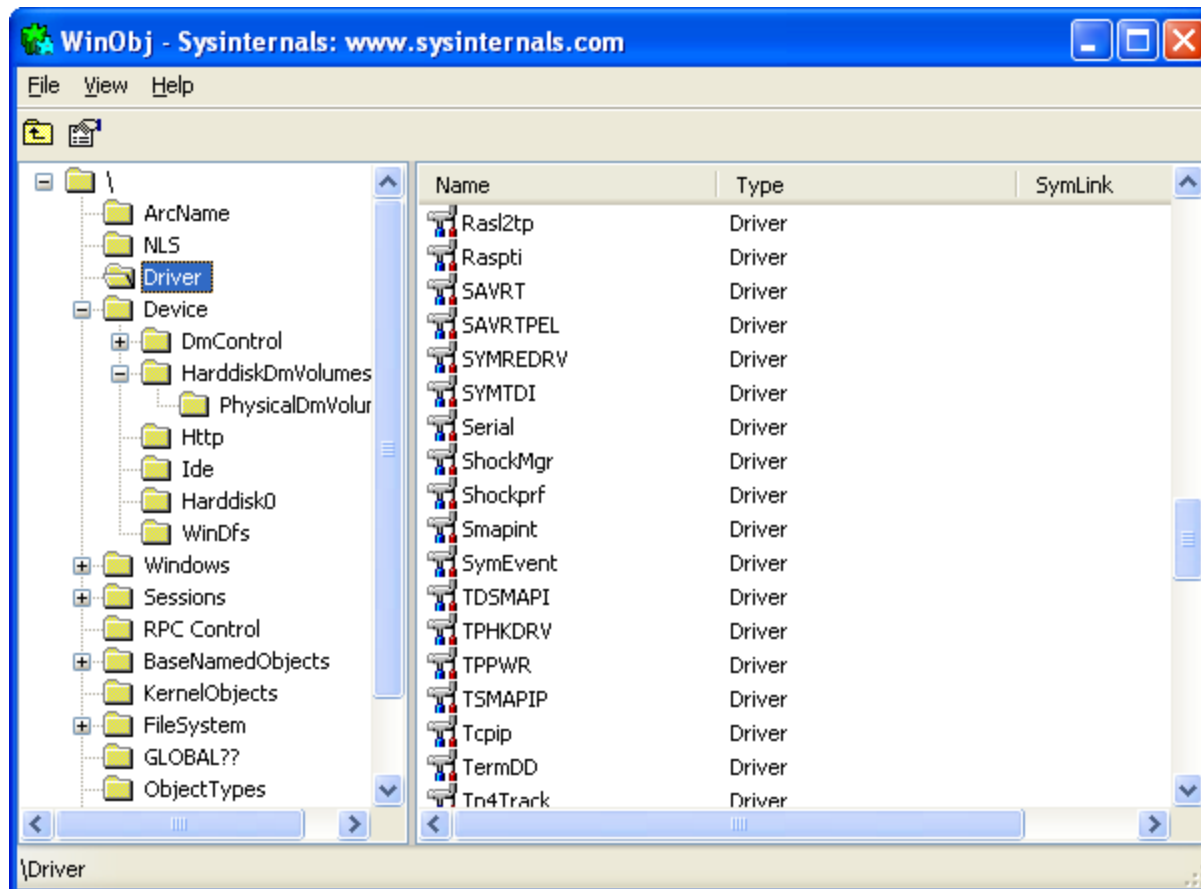 WinObj - Sysinternals: www.sysinternals.com
File View Help
\
ArcName
NLS
Driver
Device
DmControl
HarddiskDmVolumes
PhysicalDmVolur
Http
Ide
Harddisk0
WinDfs
Windows
Sessions
RPC Control
BaseNamedObjects
KernelObjects
FileSystem
GLOBAL??
ObjectTypes
Name Type SymLink
Rasl2tp Driver
Raspti Driver
SAVRT Driver
SAVRTPEL Driver
SYMREDRV Driver
SYMTDI Driver
Serial Driver
ShockMgr Driver
Shockprf Driver
Smapint Driver
SymEvent Driver
TDSMAPI Driver
TPHKDRV Driver
TPPWR Driver
TSMAPIP Driver
Tcpip Driver
TermDD Driver
Tp4Track Driver
\Driver